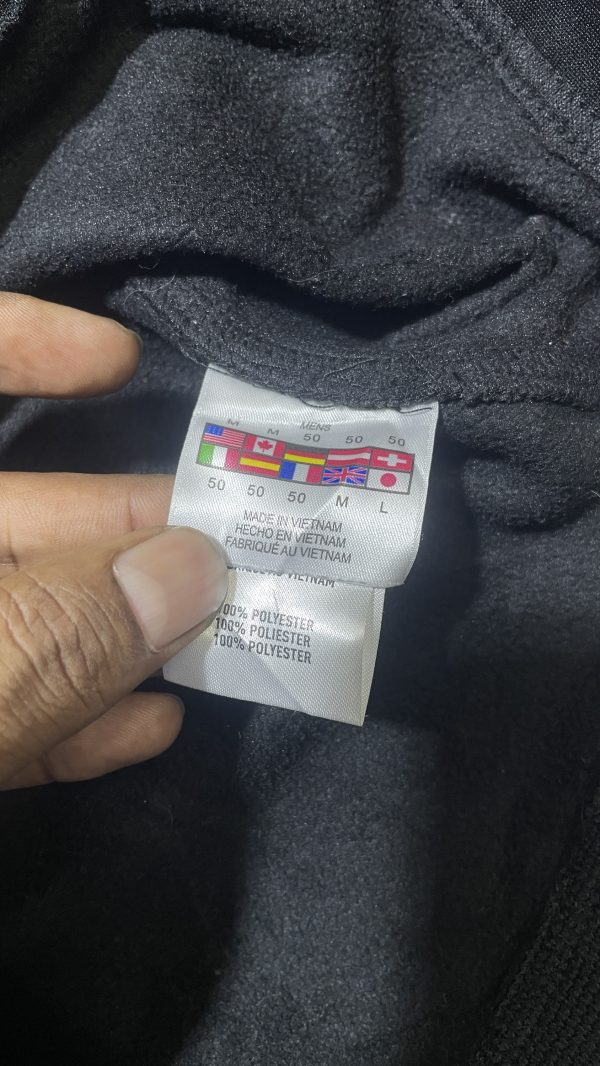 MENS
M M 50 50 50
50 50 50 M L
MADE IN VIETNAM
HECHO EN VIETNAM
FABRIQUÉ AU VIETNAM
VIETNAM
100% POLYESTER
100% POLIESTER
100% POLYESTER